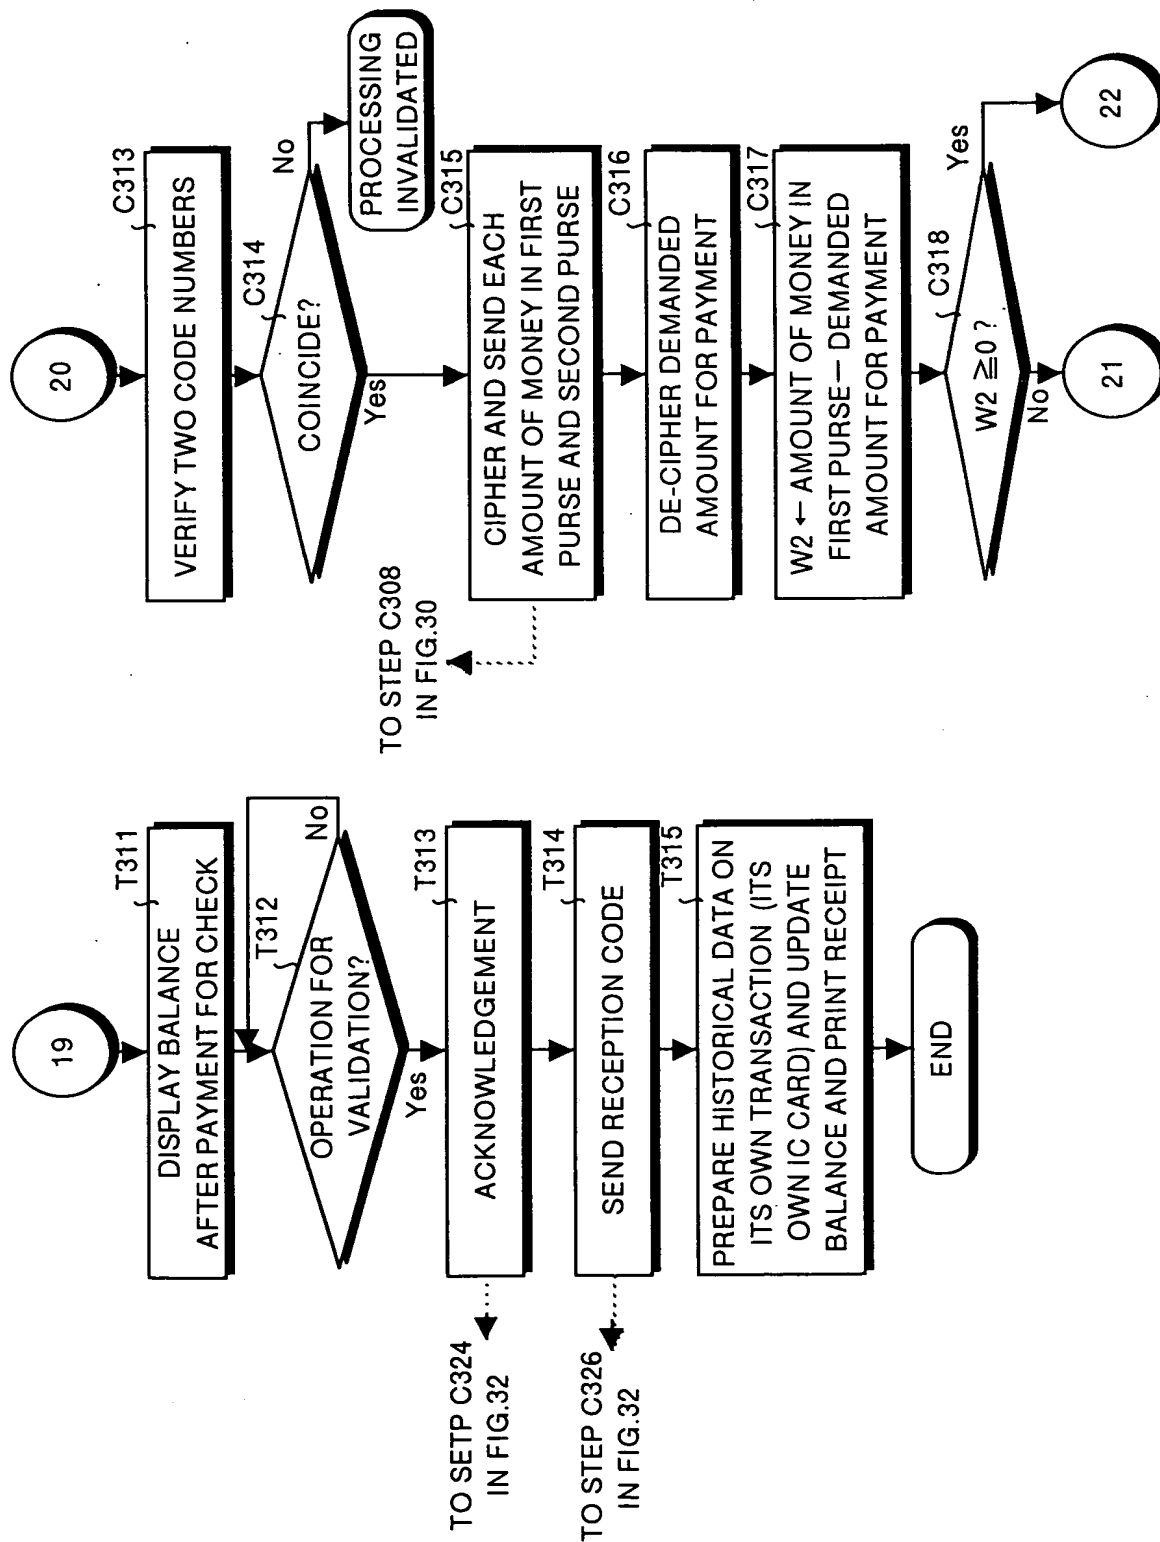 19
DISPLAY BALANCE
AFTER PAYMENT FOR CHECK
T311
OPERATION FOR
VALIDATION?
T312
No
Yes
ACKNOWLEDGEMENT
T313
TO SETP C324
IN FIG.32
SEND RECEPTION CODE
T314
TO STEP C326
IN FIG.32
PREPARE HISTORICAL DATA ON
ITS OWN TRANSACTION (ITS
OWN IC CARD) AND UPDATE
BALANCE AND PRINT RECEIPT
T315
END
20
VERIFY TWO CODE NUMBERS
C313
COINCIDE?
C314
No
PROCESSING
INVALIDATED
Yes
CIPHER AND SEND EACH
AMOUNT OF MONEY IN FIRST
PURSE AND SECOND PURSE
C315
TO STEP C308
IN FIG.30
DE-CIPHER DEMANDED
AMOUNT FOR PAYMENT
C316
W2 ← AMOUNT OF MONEY IN
FIRST PURSE — DEMANDED
AMOUNT FOR PAYMENT
C317
W2 ≧ 0 ?
C318
Yes
No
21
22